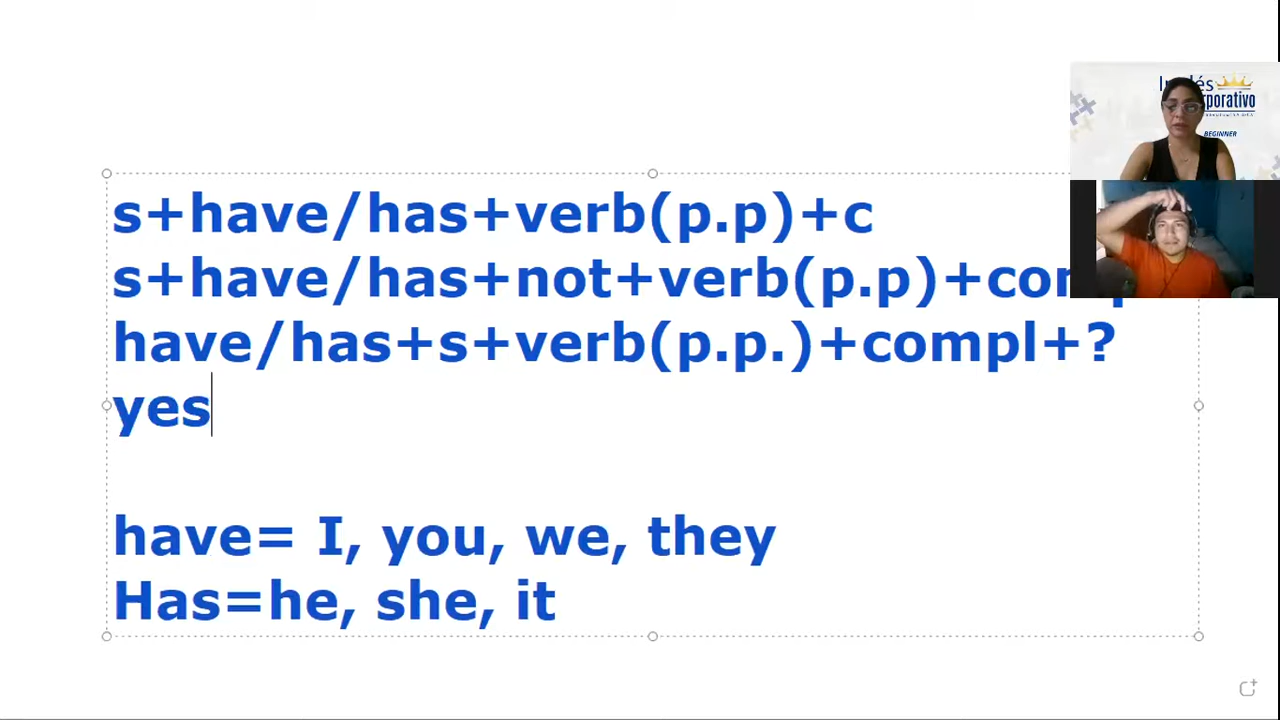 s+have/has+verb(p.p)+c
s+have/has+not+verb(p.p)+comp
have/has+s+verb(p.p.)+compl+?
yes
have= I, you, we, they
Has=he, she, it
BEGINNER